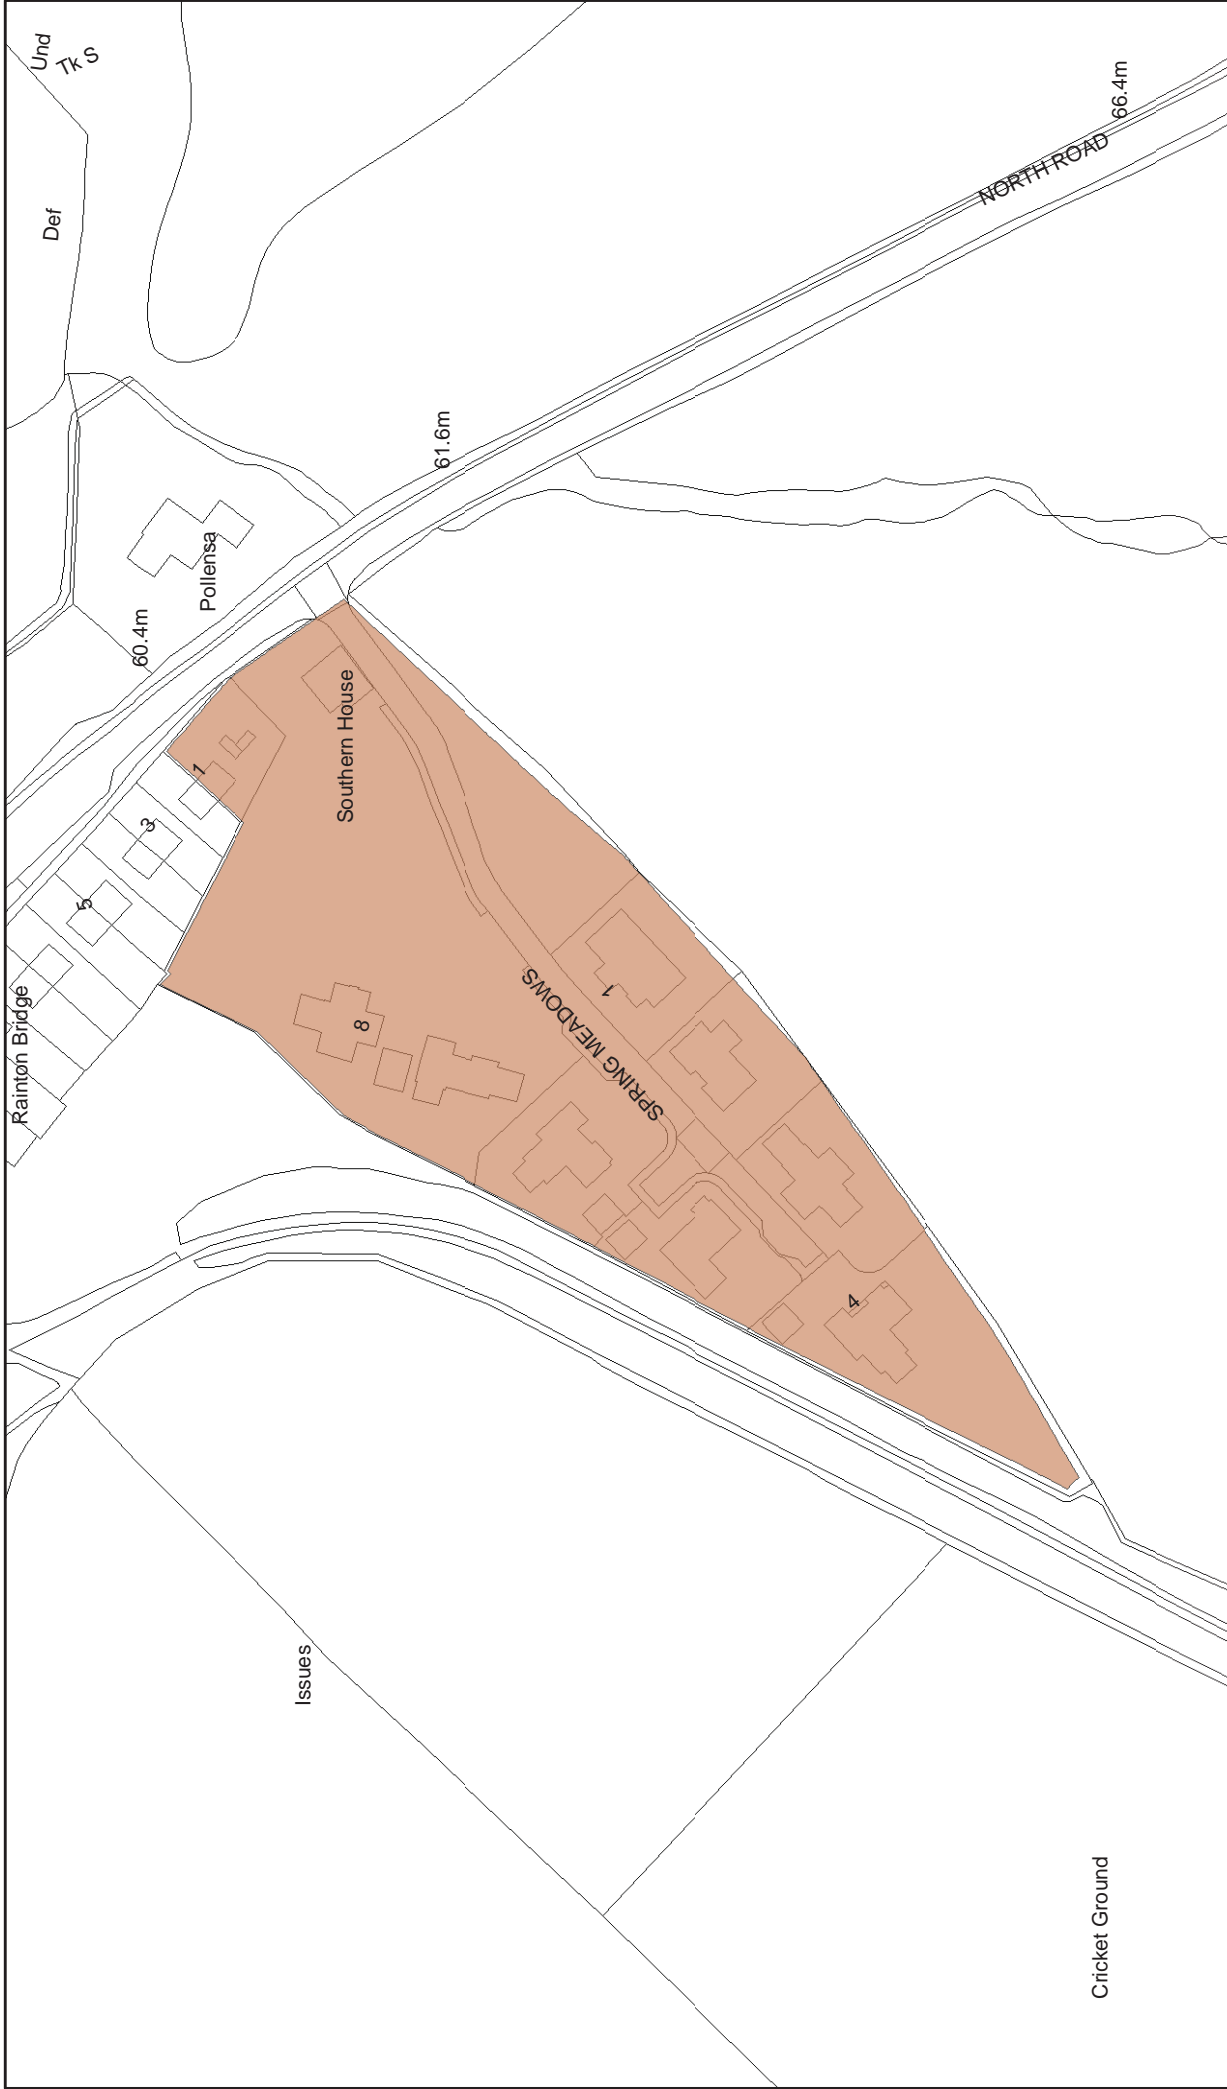 Und
Tk S
Def
66.4m
NORTH ROAD
61.6m
Pollensa
60.4m
Southern House
1
3
5
Rainton Bridge
8
SPRING MEADOWS
1
4
Issues
Cricket Ground